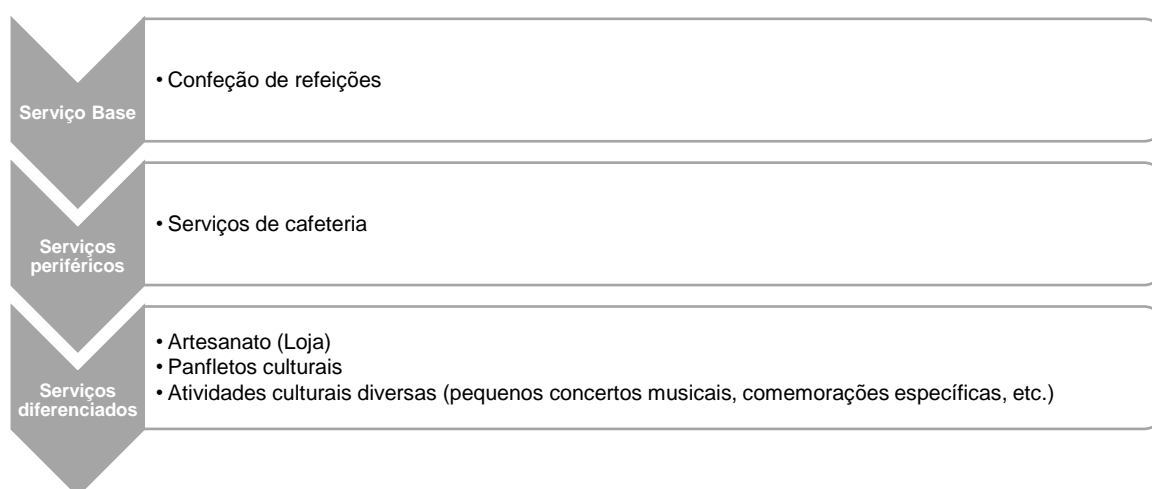 Serviço Base
• Confeção de refeições
Serviços
periféricos
• Serviços de cafeteria
Serviços
diferenciados
• Artesanato (Loja)
• Panfletos culturais
• Atividades culturais diversas (pequenos concertos musicais, comemorações específicas, etc.)